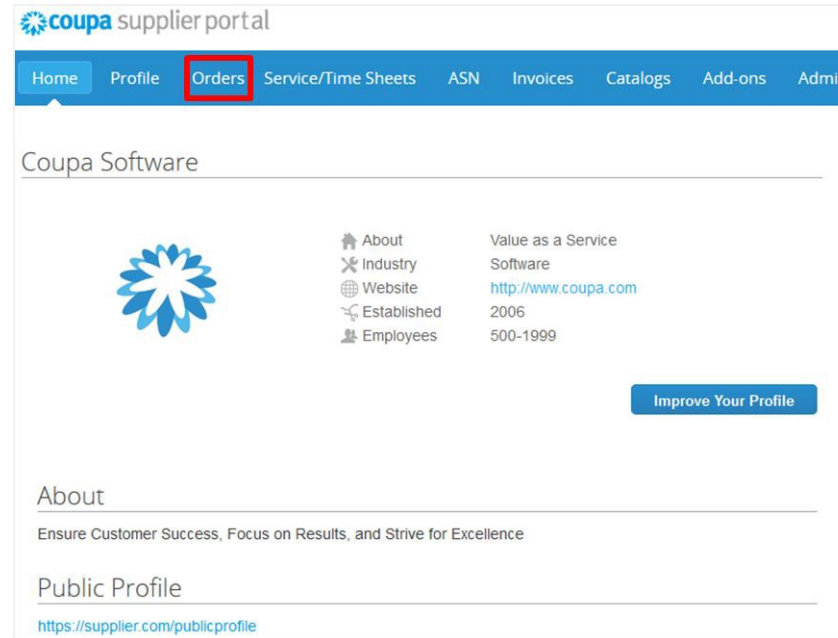 coupa supplier portal
Home Profile Orders Service/Time Sheets ASN Invoices Catalogs Add-ons Admi
Coupa Software
About Value as a Service
Industry Software
Website http://www.coupa.com
Established 2006
Employees 500-1999
Improve Your Profile
About
Ensure Customer Success, Focus on Results, and Strive for Excellence
Public Profile
https://supplier.com/publicprofile